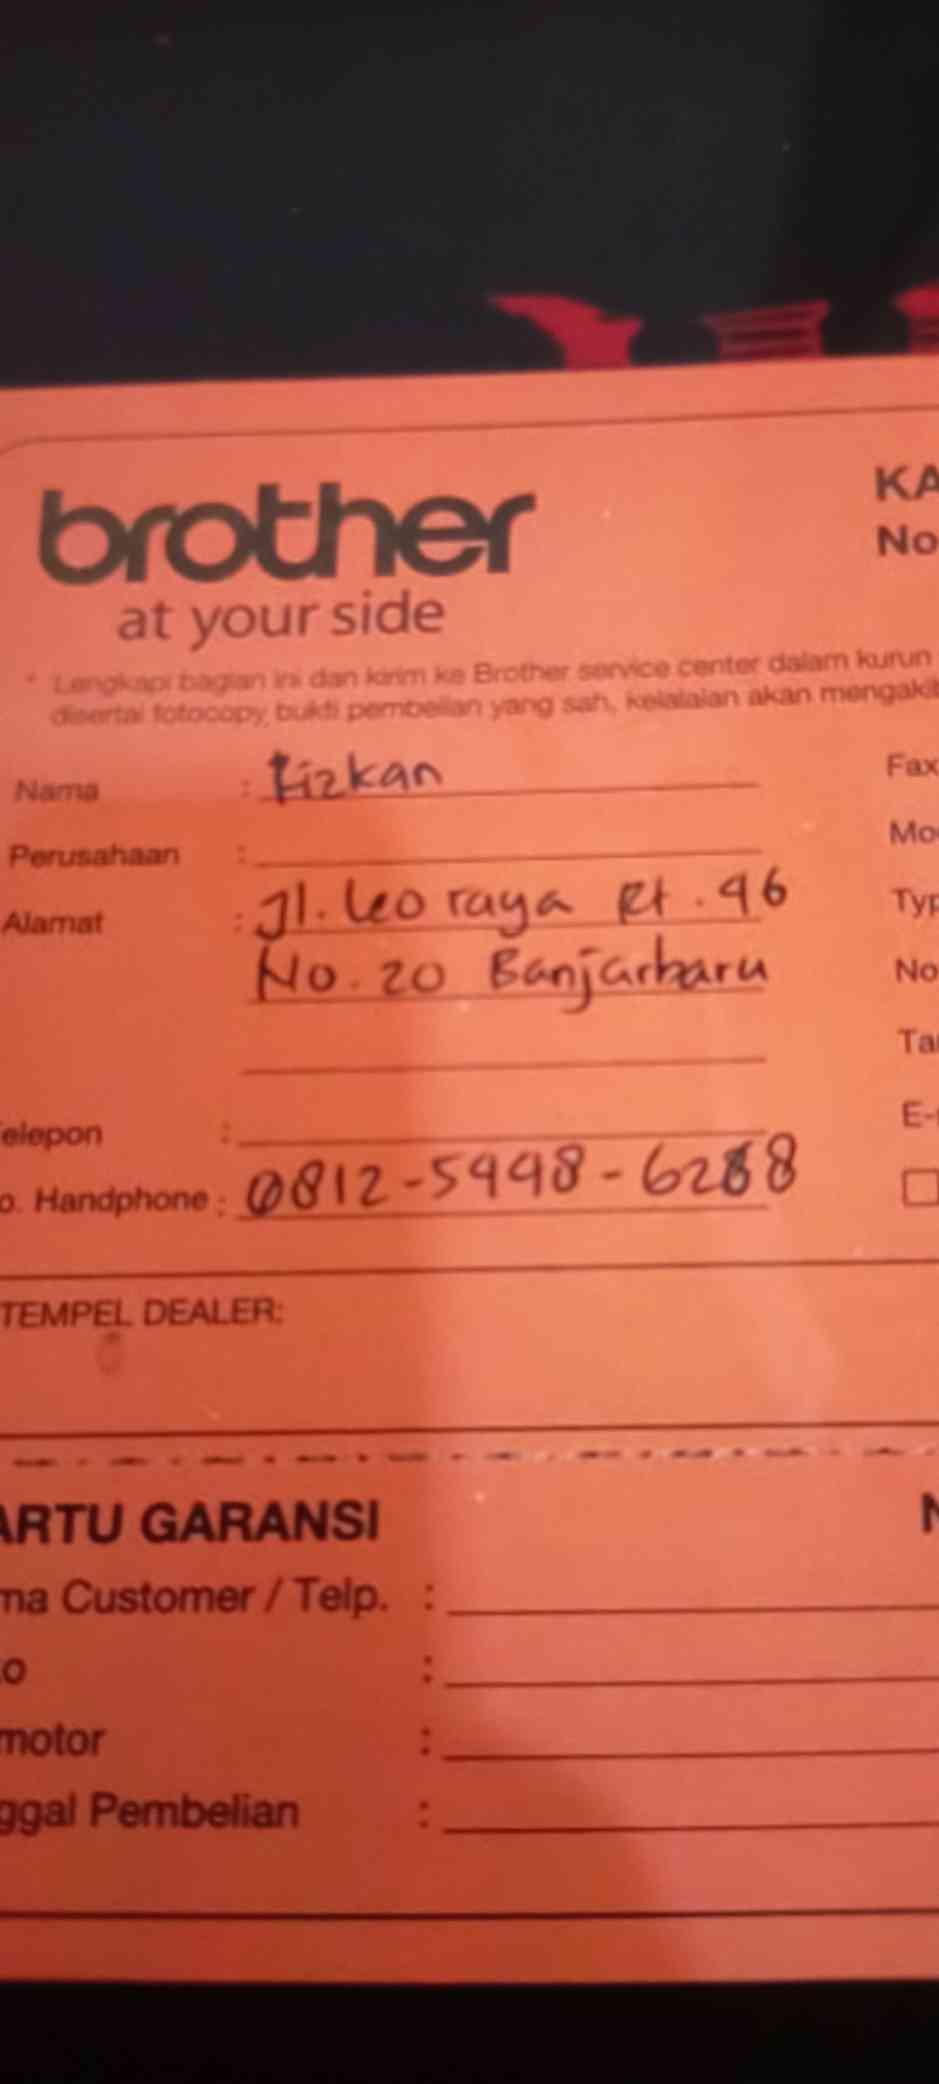 brother
at your side
KA
No
* Lengkapi bagian ini dan kirim ke Brother service center dalam kurun
disertai fotocopy bukti pembelian yang sah, kelalaian akan mengakib
Nama : Rizkan
Fax
Perusahaan :
Mo
Alamat : Jl. Leo raya Rt. 46
Typ
No. 20 Banjarbaru
No
Ta
elepon :
E-
o. Handphone : 0812-5998-6288
TEMPEL DEALER:
ARTU GARANSI
N
ma Customer / Telp. :
o :
motor :
ggal Pembelian :